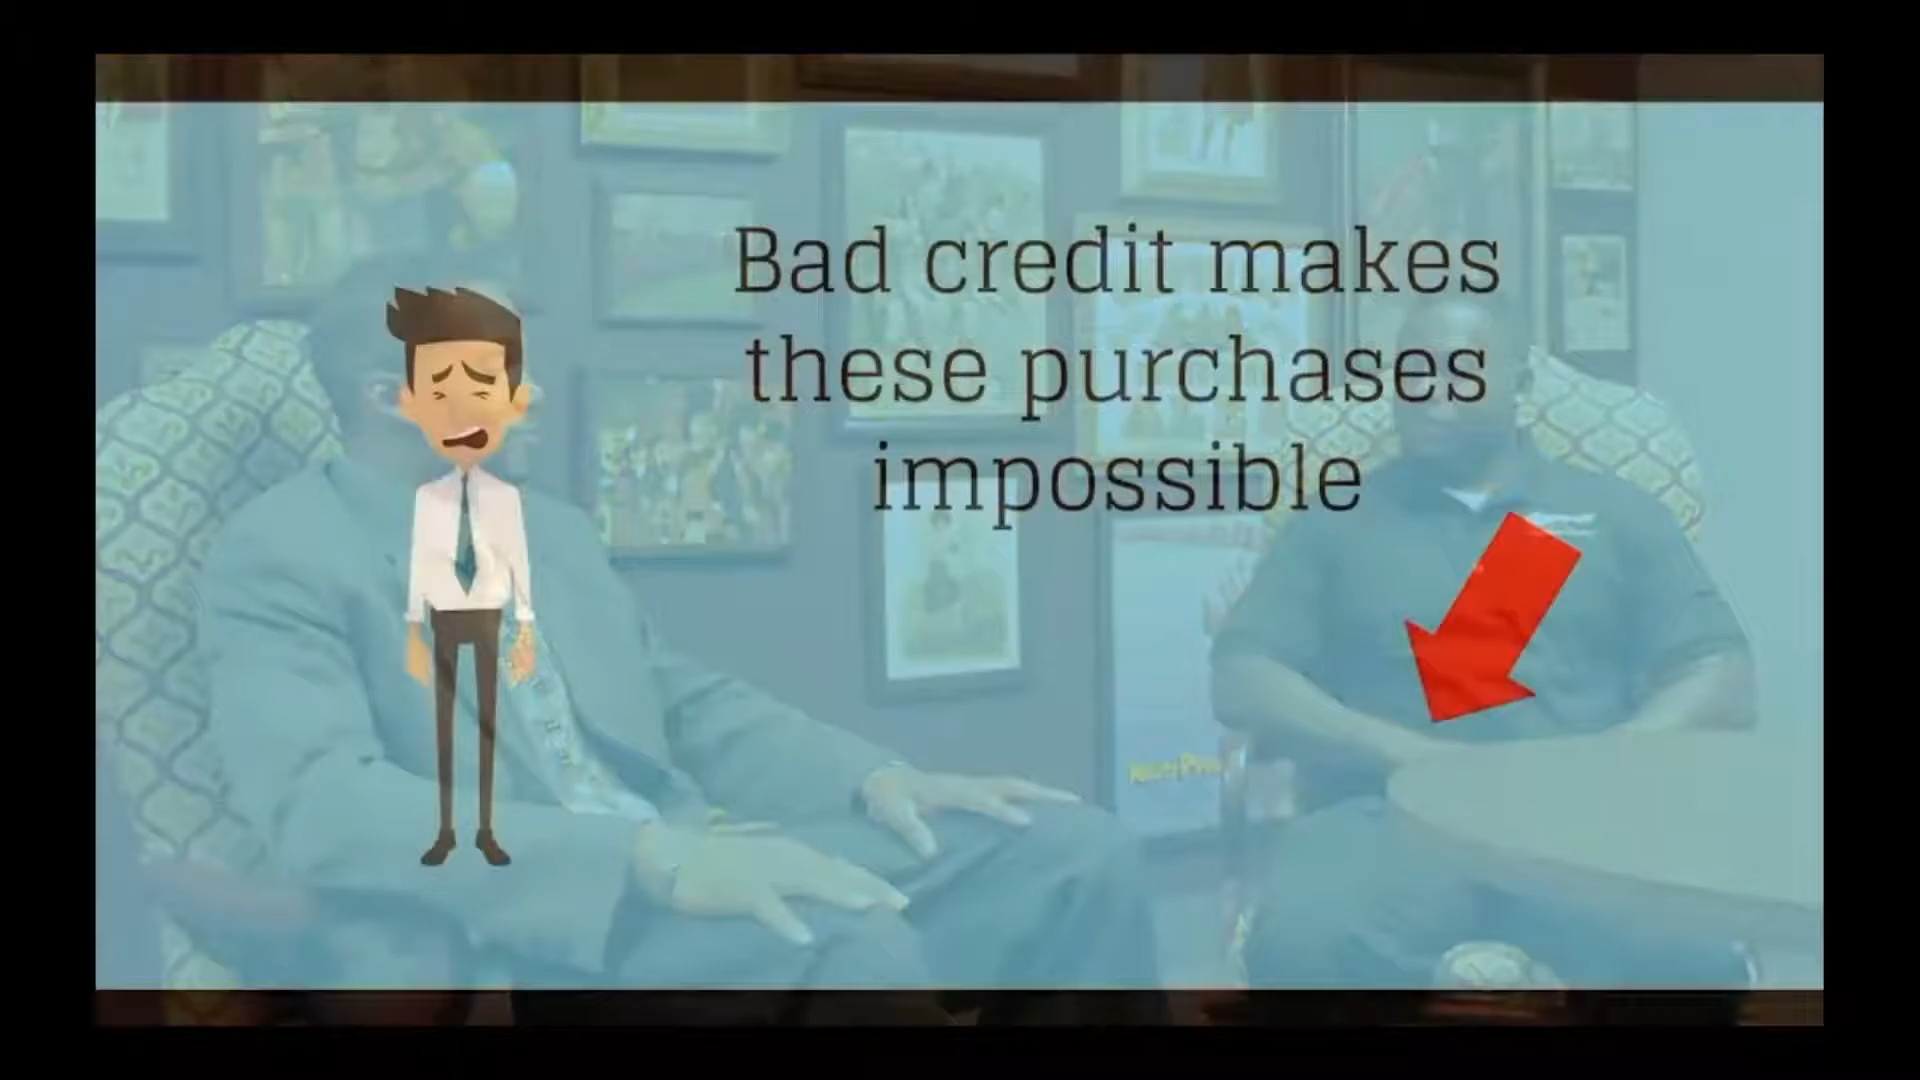 Bad credit makes
these purchases
impossible